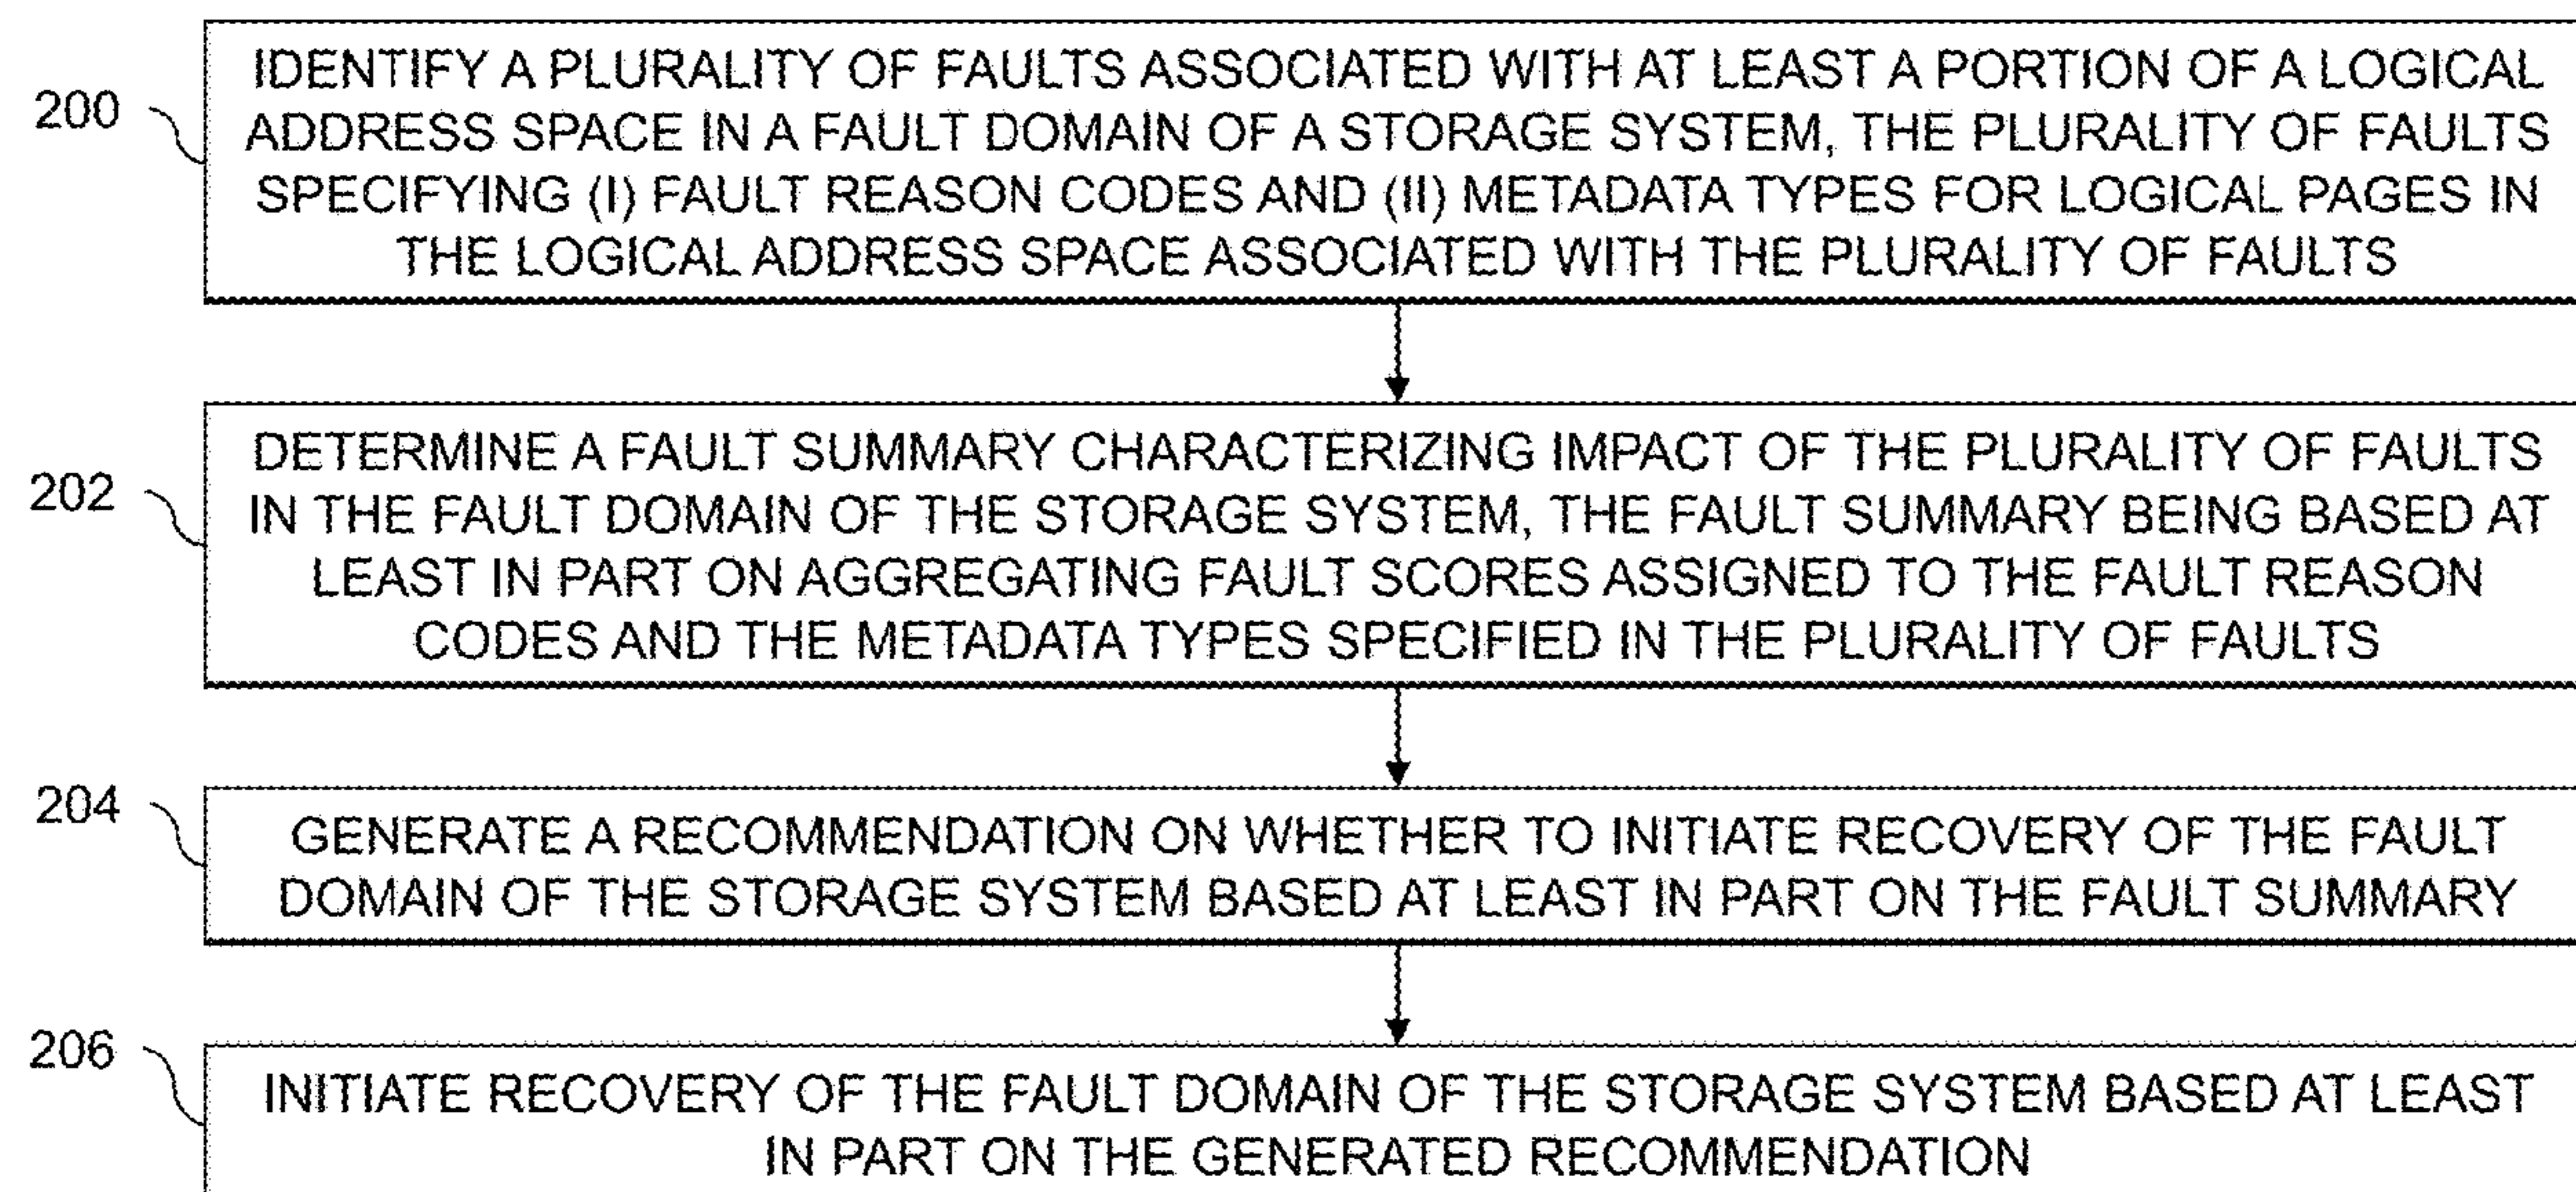 200
IDENTIFY A PLURALITY OF FAULTS ASSOCIATED WITH AT LEAST A PORTION OF A LOGICAL
ADDRESS SPACE IN A FAULT DOMAIN OF A STORAGE SYSTEM, THE PLURALITY OF FAULTS
SPECIFYING (I) FAULT REASON CODES AND (II) METADATA TYPES FOR LOGICAL PAGES IN
THE LOGICAL ADDRESS SPACE ASSOCIATED WITH THE PLURALITY OF FAULTS
202
DETERMINE A FAULT SUMMARY CHARACTERIZING IMPACT OF THE PLURALITY OF FAULTS
IN THE FAULT DOMAIN OF THE STORAGE SYSTEM, THE FAULT SUMMARY BEING BASED AT
LEAST IN PART ON AGGREGATING FAULT SCORES ASSIGNED TO THE FAULT REASON
CODES AND THE METADATA TYPES SPECIFIED IN THE PLURALITY OF FAULTS
204
GENERATE A RECOMMENDATION ON WHETHER TO INITIATE RECOVERY OF THE FAULT
DOMAIN OF THE STORAGE SYSTEM BASED AT LEAST IN PART ON THE FAULT SUMMARY
206
INITIATE RECOVERY OF THE FAULT DOMAIN OF THE STORAGE SYSTEM BASED AT LEAST
IN PART ON THE GENERATED RECOMMENDATION